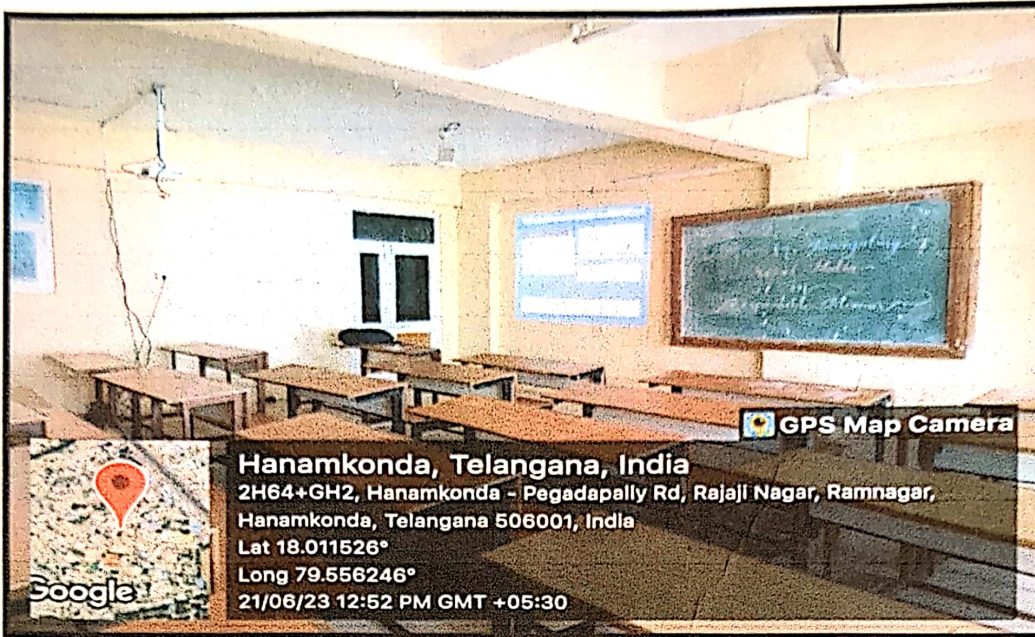 GPS Map Camera
Hanamkonda, Telangana, India
2H64+GH2, Hanamkonda - Pegadapally Rd, Rajaji Nagar, Ramnagar,
Hanamkonda, Telangana 506001, India
Lat 18.011526°
Long 79.556246°
21/06/23 12:52 PM GMT +05:30
Google